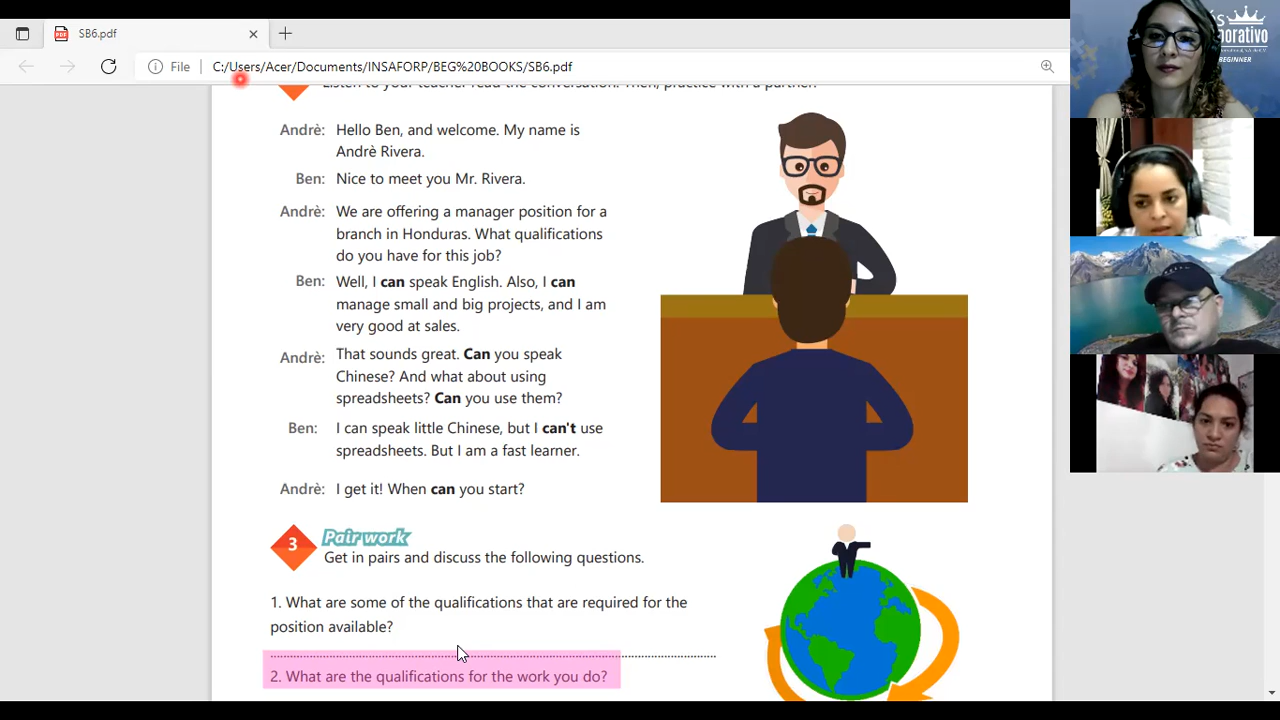 SB6.pdf
File
C:/Users/Acer/Documents/INSAFORP/BEG%20BOOKS/SB6.pdf
Listen to your teacher read the conversation. Then, practice with a partner.
Andrè: Hello Ben, and welcome. My name is
Andrè Rivera.
Ben: Nice to meet you Mr. Rivera.
Andrè: We are offering a manager position for a
branch in Honduras. What qualifications
do you have for this job?
Ben: Well, I can speak English. Also, I can
manage small and big projects, and I am
very good at sales.
Andrè: That sounds great. Can you speak
Chinese? And what about using
spreadsheets? Can you use them?
Ben: I can speak little Chinese, but I can't use
spreadsheets. But I am a fast learner.
Andrè: I get it! When can you start?
3 Pair work
Get in pairs and discuss the following questions.
1. What are some of the qualifications that are required for the
position available?
2. What are the qualifications for the work you do?
BEGINNER